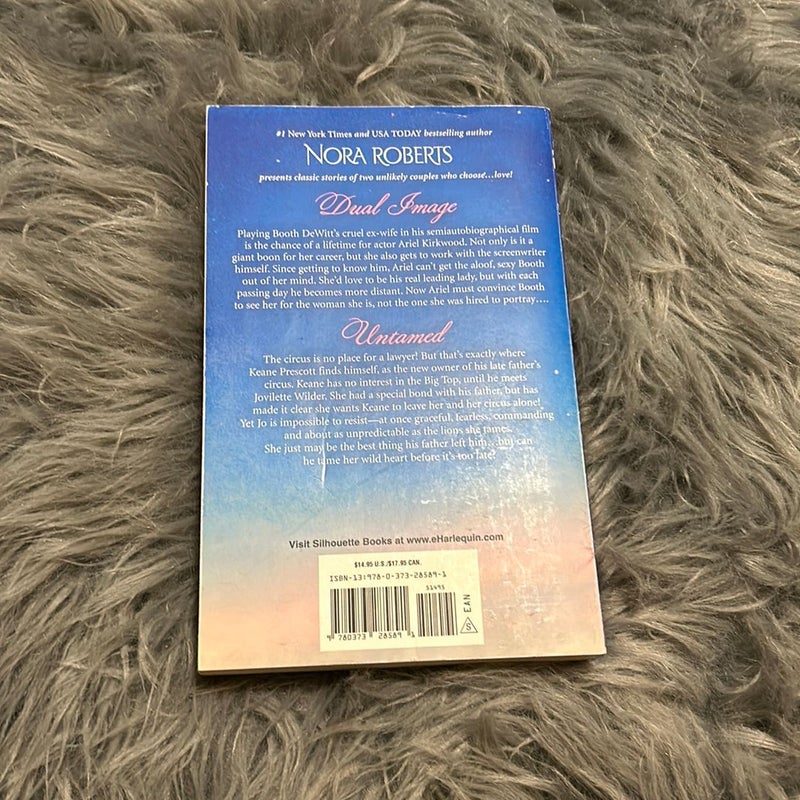 #1 New York Times and USA TODAY bestselling author
NORA ROBERTS
presents classic stories of two unlikely couples who choose...love!
Dual Image
Playing Booth DeWitt's cruel ex-wife in his semiautobiographical film
is the chance of a lifetime for actor Ariel Kirkwood. Not only is it a
giant boon for her career, but she also gets to work with the screenwriter
himself. Since getting to know him, Ariel can't get the aloof, sexy Booth
out of her mind. She'd love to be his real leading lady, but with each
passing day he becomes more distant. Now Ariel must convince Booth
to see her for the woman she is, not the one she was hired to portray....
Untamed
The circus is no place for a lawyer! But that's exactly where
Keane Prescott finds himself, as the new owner of his late father's
circus. Keane has no interest in the Big Top, until he meets
Jovilette Wilder. She had a special bond with his father, but has
made it clear she wants Keane to leave her and her circus alone!
Yet Jo is impossible to resist—at once graceful, fearless, commanding
and about as unpredictable as the lions she tames.
She just may be the best thing his father left him...but can
he tame her wild heart before it's too late?
Visit Silhouette Books at www.eHarlequin.com
$14.95 U.S./$17.95 CAN.
ISBN-13:978-0-373-28589-1
51495
9 780373 285891
S EAN